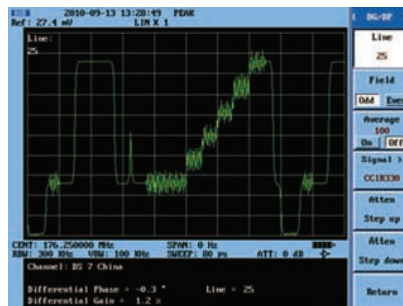 2010-09-13 13:28:49 PEAK
Ref: 27.4 mV LIN X 1
Line:
25
CENT: 176.250000 MHz SPAN: 0 Hz
RBW: 300 KHz VBW: 100 KHz SWEEP: 80 µs ATT: 0 dB
Channel: DS 7 China
Differential Phase = -0.3 ° Line = 25
Differential Gain = 1.2 %
DG/DP
Line
25
Field
Odd Even
Average
100
On Off
Signal >
CCIR330
Atten
Step up
Atten
Step down
Return